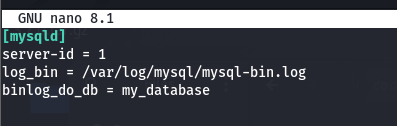 GNU nano 8.1
[mysqld]
server-id = 1
log_bin = /var/log/mysql/mysql-bin.log
binlog_do_db = my_database